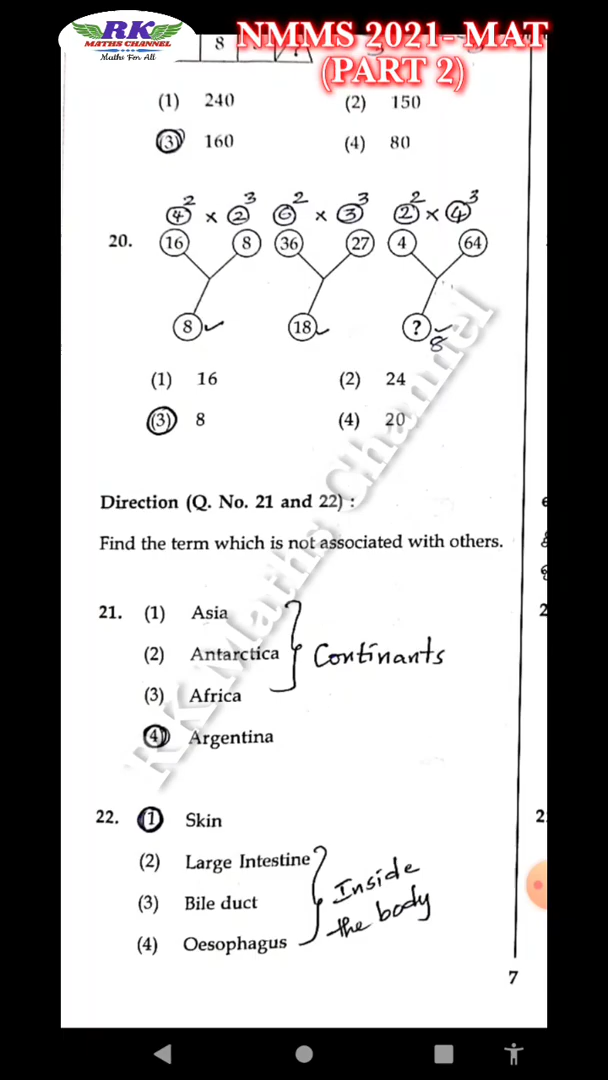 RK
MATHS CHANNEL
Maths For All
NMMS 2021- MAT
(PART 2)
8
(1) 240 (2) 150
(3) 160 (4) 80
4² × 2³ 6² × 3³ 2² × 4³
20. 16 8 36 27 4 64
8 18 ?
8
(1) 16 (2) 24
(3) 8 (4) 20
Direction (Q. No. 21 and 22) :
Find the term which is not associated with others.
21. (1) Asia
(2) Antarctica
(3) Africa
Continants
(4) Argentina
22. (1) Skin
(2) Large Intestine
(3) Bile duct
(4) Oesophagus
Inside
the body
7
RK Maths Channel